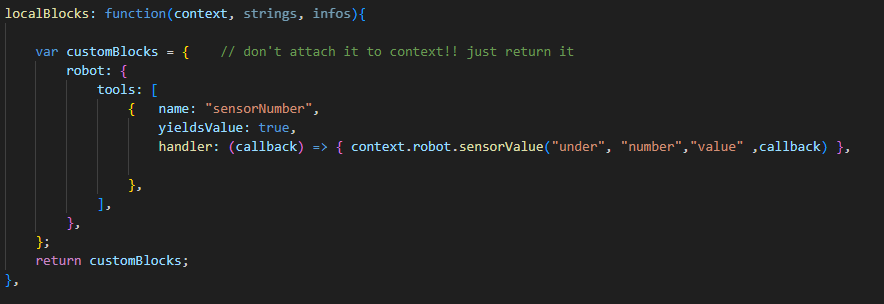 localBlocks: function(context, strings, infos){
var customBlocks = {    // don't attach it to context!! just return it
robot: {
tools: [
{   name: "sensorNumber",
yieldsValue: true,
handler: (callback) => { context.robot.sensorValue("under", "number","value" ,callback) },
},
],
},
};
return customBlocks;
},